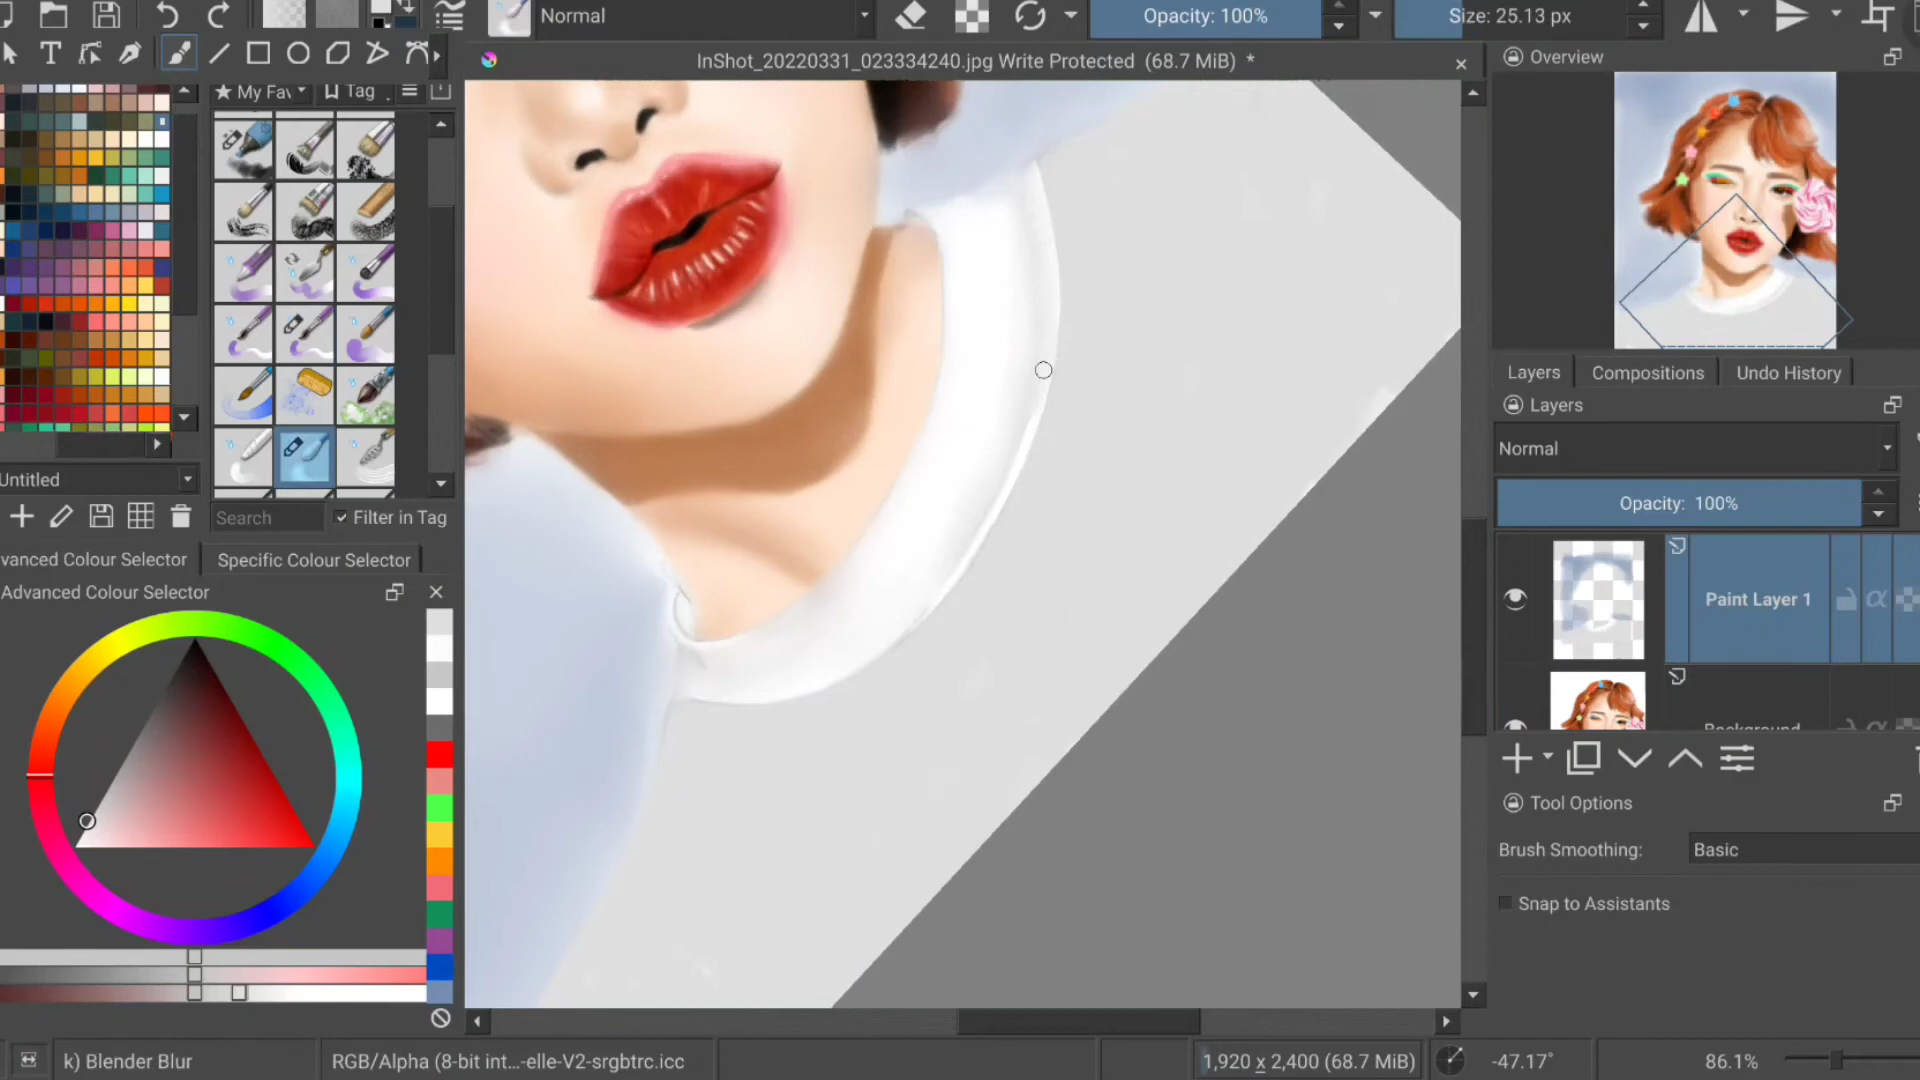 Normal
Opacity: 100%
Size: 25.13 px
InShot_20220331_023334240.jpg Write Protected (68.7 MiB) *
Overview
My Fav
Tag
Search
Filter in Tag
Untitled
vanced Colour Selector
Specific Colour Selector
Advanced Colour Selector
Layers
Compositions
Undo History
Layers
Normal
Opacity: 100%
Paint Layer 1
Background
Tool Options
Brush Smoothing:
Basic
Snap to Assistants
k) Blender Blur
RGB/Alpha (8-bit int...-elle-V2-srgbtrc.icc
1,920 x 2,400 (68.7 MiB)
-47.17°
86.1%